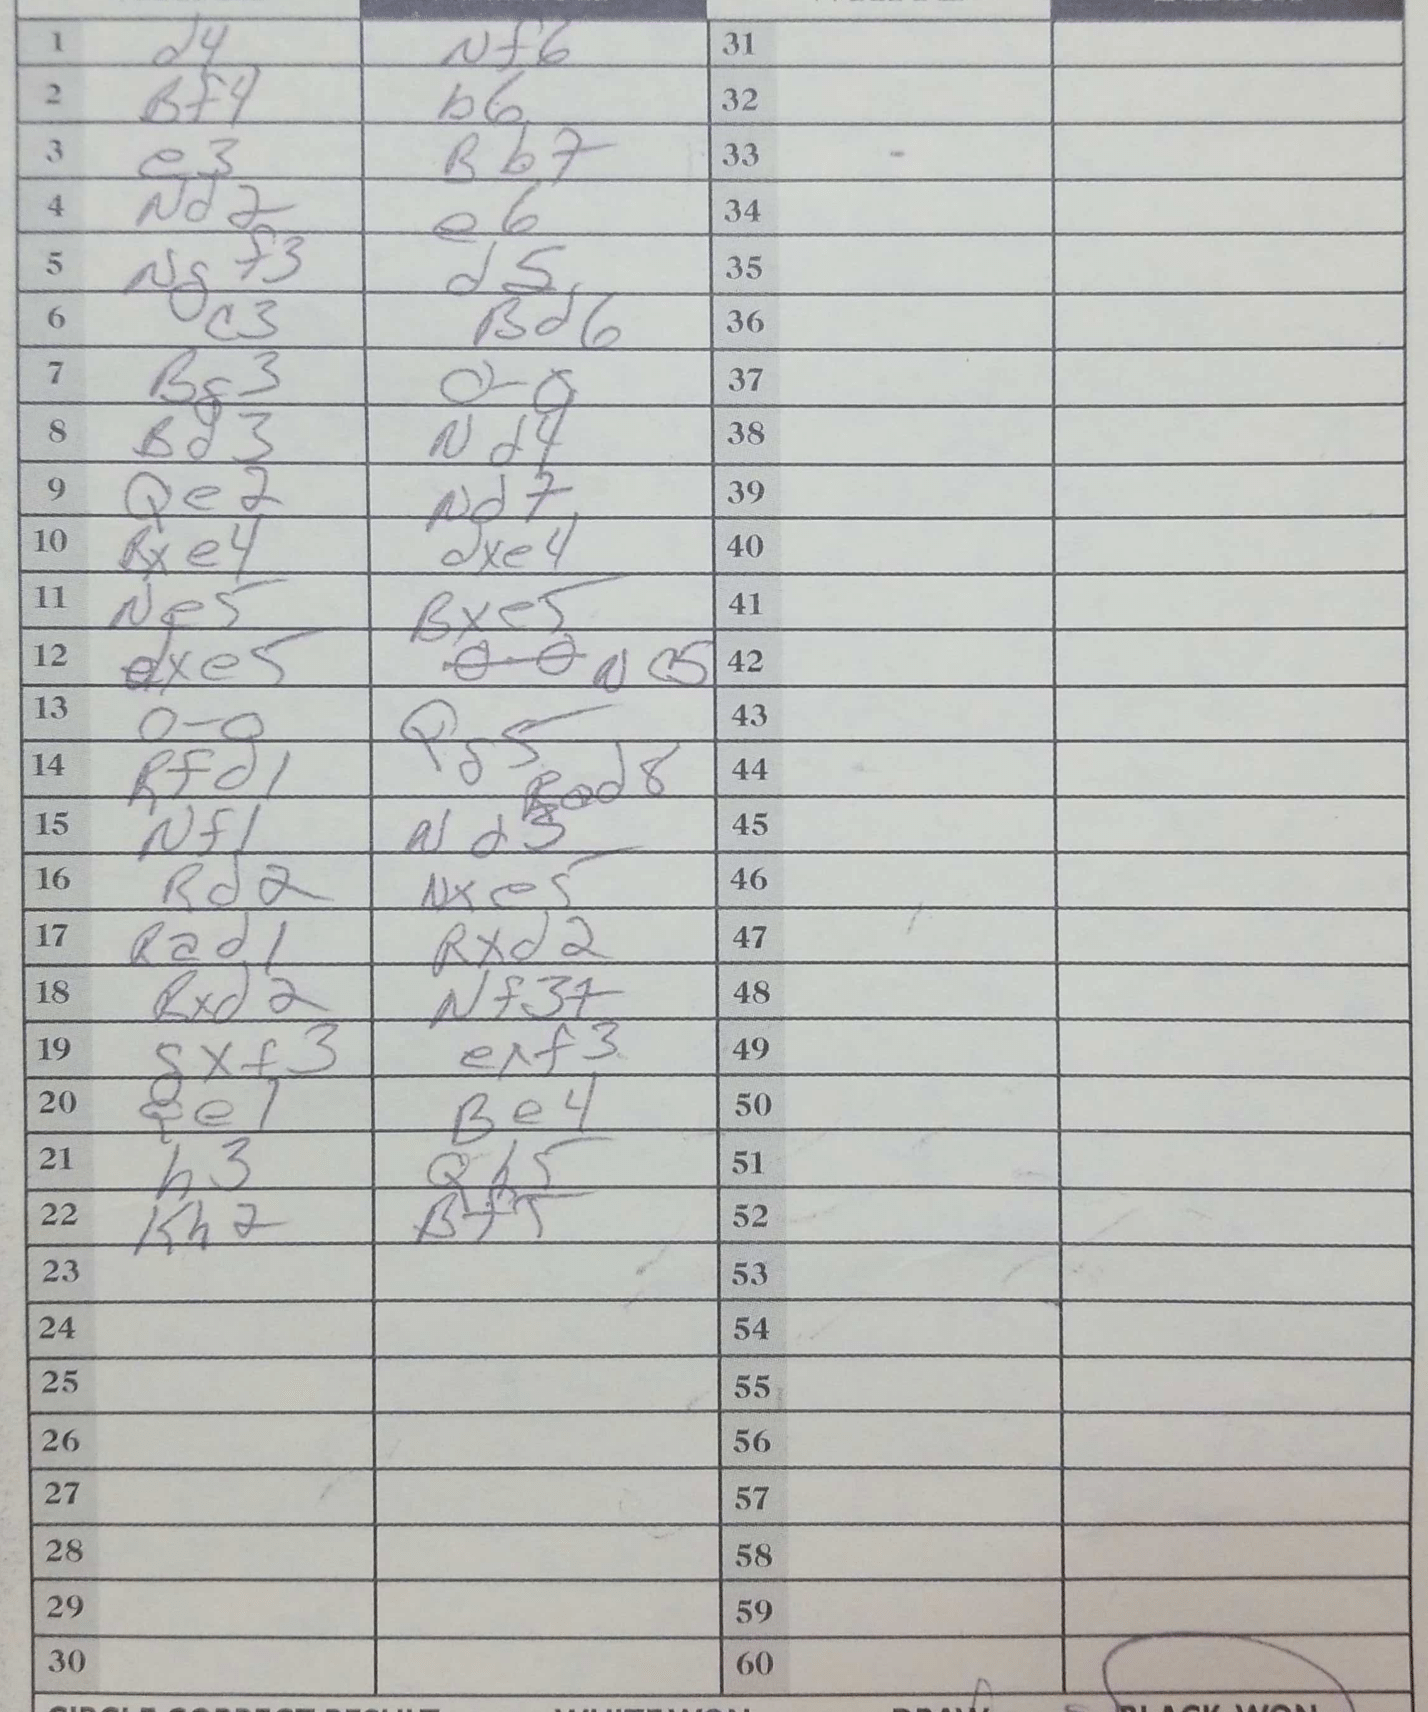 1 d4 Nf6 31
2 Bf4 b6 32
3 e3 Bb7 33
4 Nd2 e6 34
5 Ngf3 d5 35
6 c3 Bd6 36
7 Bg3 0-0 37
8 Bd3 Nd4 38
9 Qe2 Nd7 39
10 Bxe4 dxe4 40
11 Ne5 Bxe5 41
12 dxe5 0-0 Nc5 42
13 0-0 Qg5 43
14 Rfd1 Rad8 44
15 Nf1 Nd3 45
16 Rd2 Nxe5 46
17 Rad1 Rxd2 47
18 Rxd2 Nf3+ 48
19 gxf3 exf3 49
20 Qe1 Be4 50
21 h3 Qh5 51
22 Kh2 Bf5 52
23 53
24 54
25 55
26 56
27 57
28 58
29 59
30 60
CIRCLE CORRECT RESULT WHITE WON DRAW BLACK WON